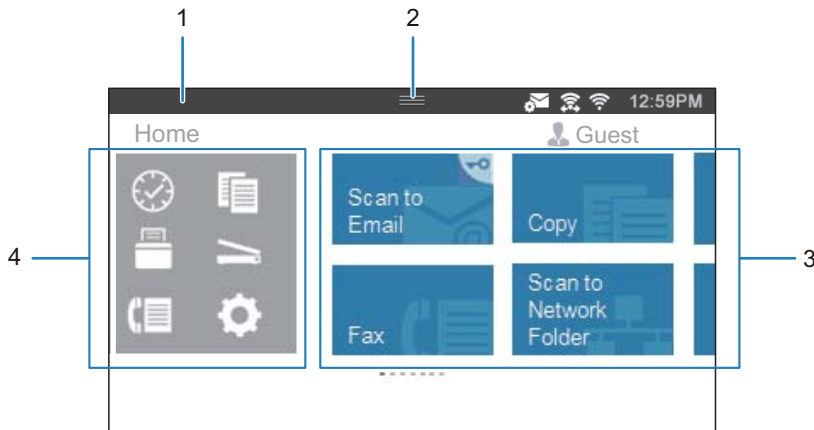 1
2
12:59PM
Home
Guest
Scan to
Email
Copy
4
3
Fax
Scan to
Network
Folder